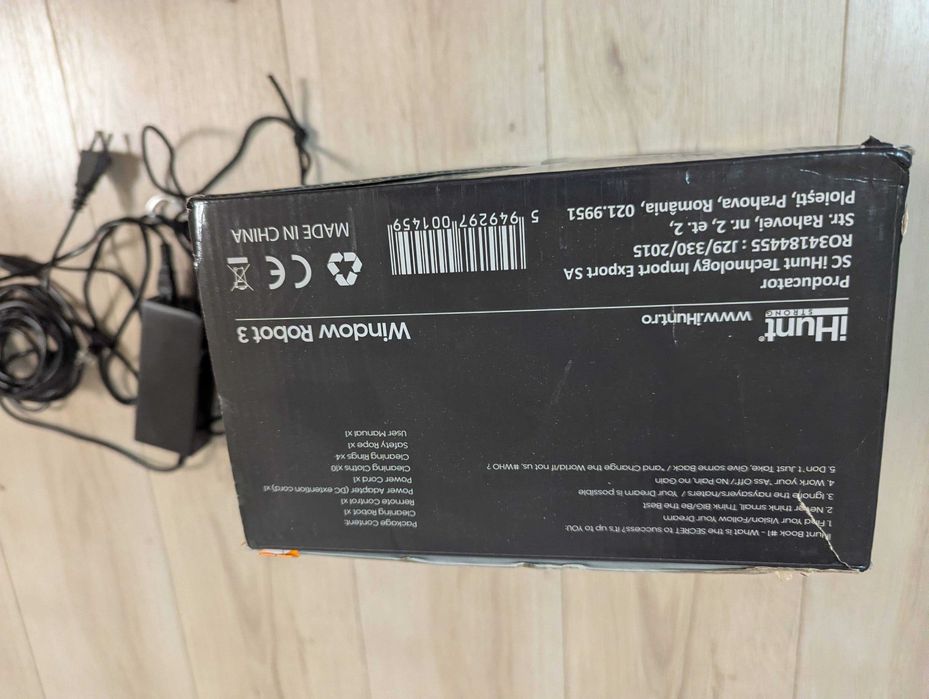 iHunt Book #1 - What is the SECRET to success? it's up to YOU:
1. Find Your Vision/Follow Your Dream
2. Never think small, Think BIG/Be the Best
3. Ignore the naysayers/haters/ / Your Dream is possible
4. Work your "Ass Off"/ No Pain, no Gain
5. Don't Just Take, Give some Back / "and Change the World/it not us, #WHO ?
Package Content:
Cleaning Robot x1
Remote Control x1
Power Adapter (DC extention cord) x1
Power Cord x1
Cleaning Cloths x10
Cleaning Rings x4
Safety Rope x1
User Manual x1
iHunt®
STRONG
www.iHunt.ro
Window Robot 3
Producator
SC iHunt Technology Import Export SA
RO34184455 : J29/330/2015
Str. Rahovei, nr. 2, et. 2,
Ploiești, Prahova, România, 021.9951
5 949297 001459
CE
MADE IN CHINA